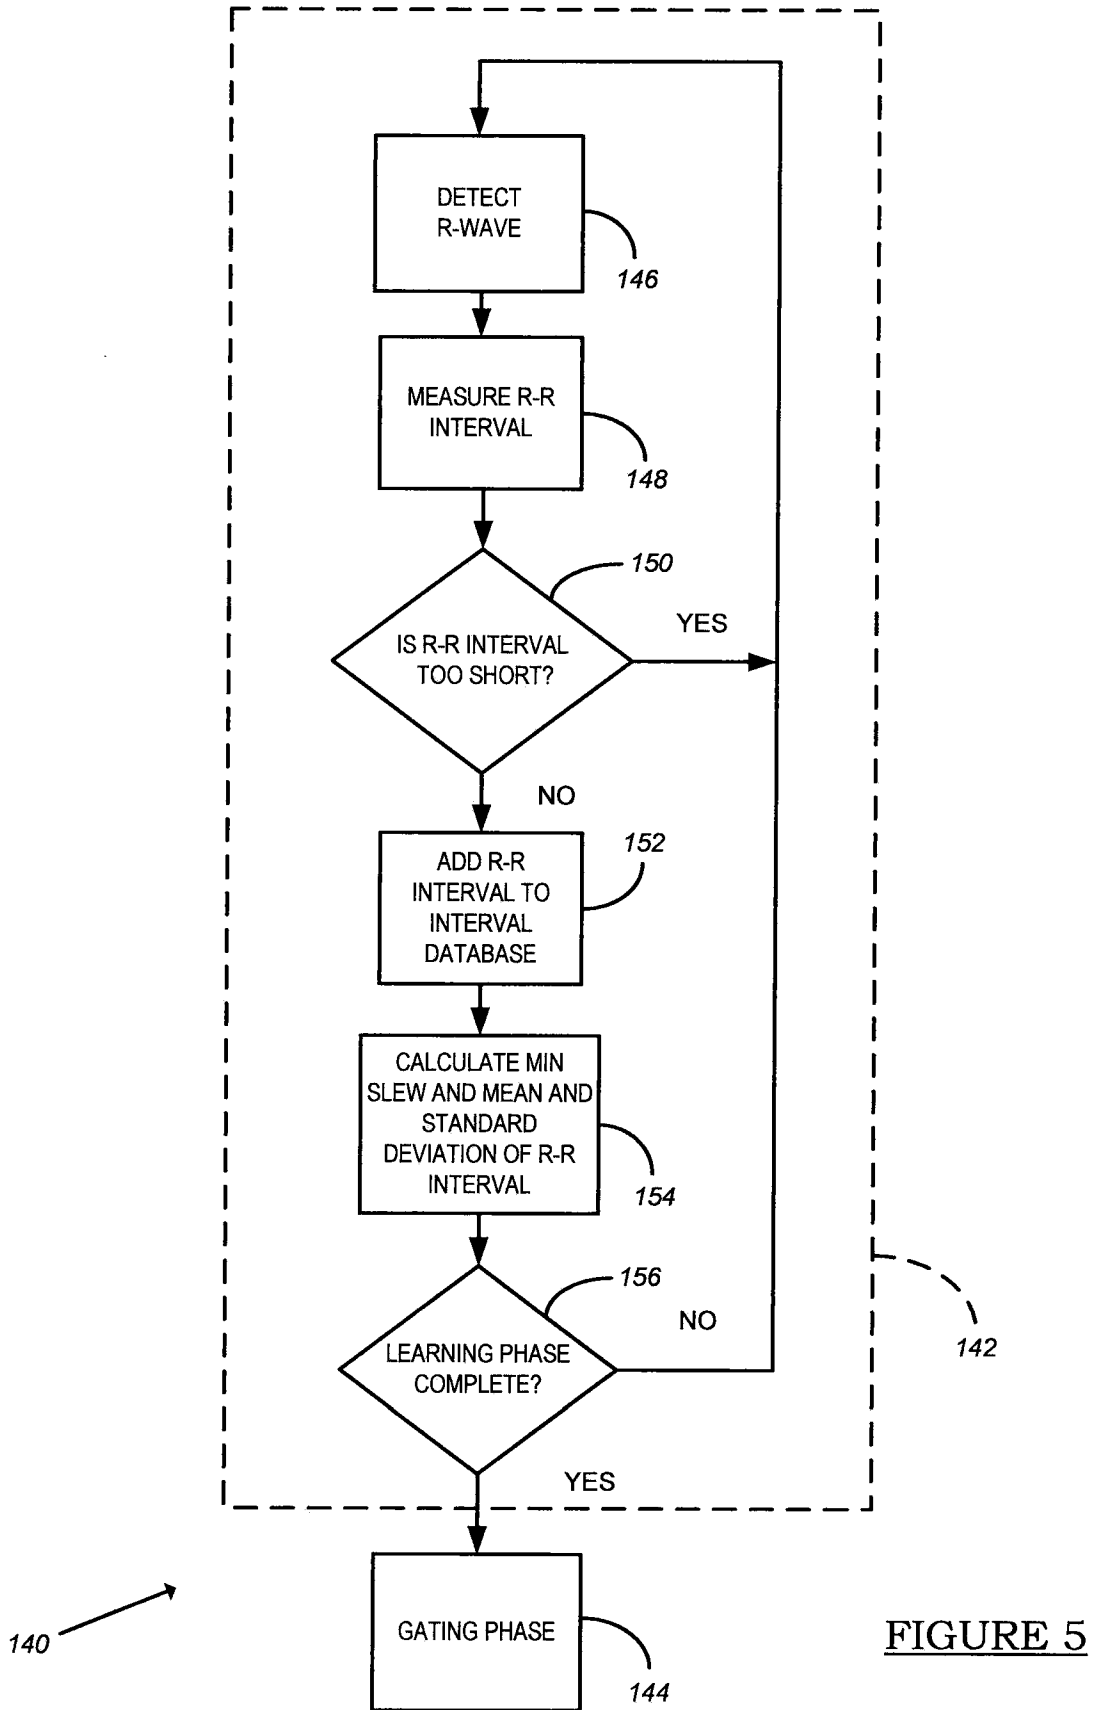 DETECT
R-WAVE
146
MEASURE R-R
INTERVAL
148
150
IS R-R INTERVAL
TOO SHORT?
YES
NO
152
ADD R-R
INTERVAL TO
INTERVAL
DATABASE
CALCULATE MIN
SLEW AND MEAN AND
STANDARD
DEVIATION OF R-R
INTERVAL
154
156
NO
142
LEARNING PHASE
COMPLETE?
YES
GATING PHASE
140
144
FIGURE 5